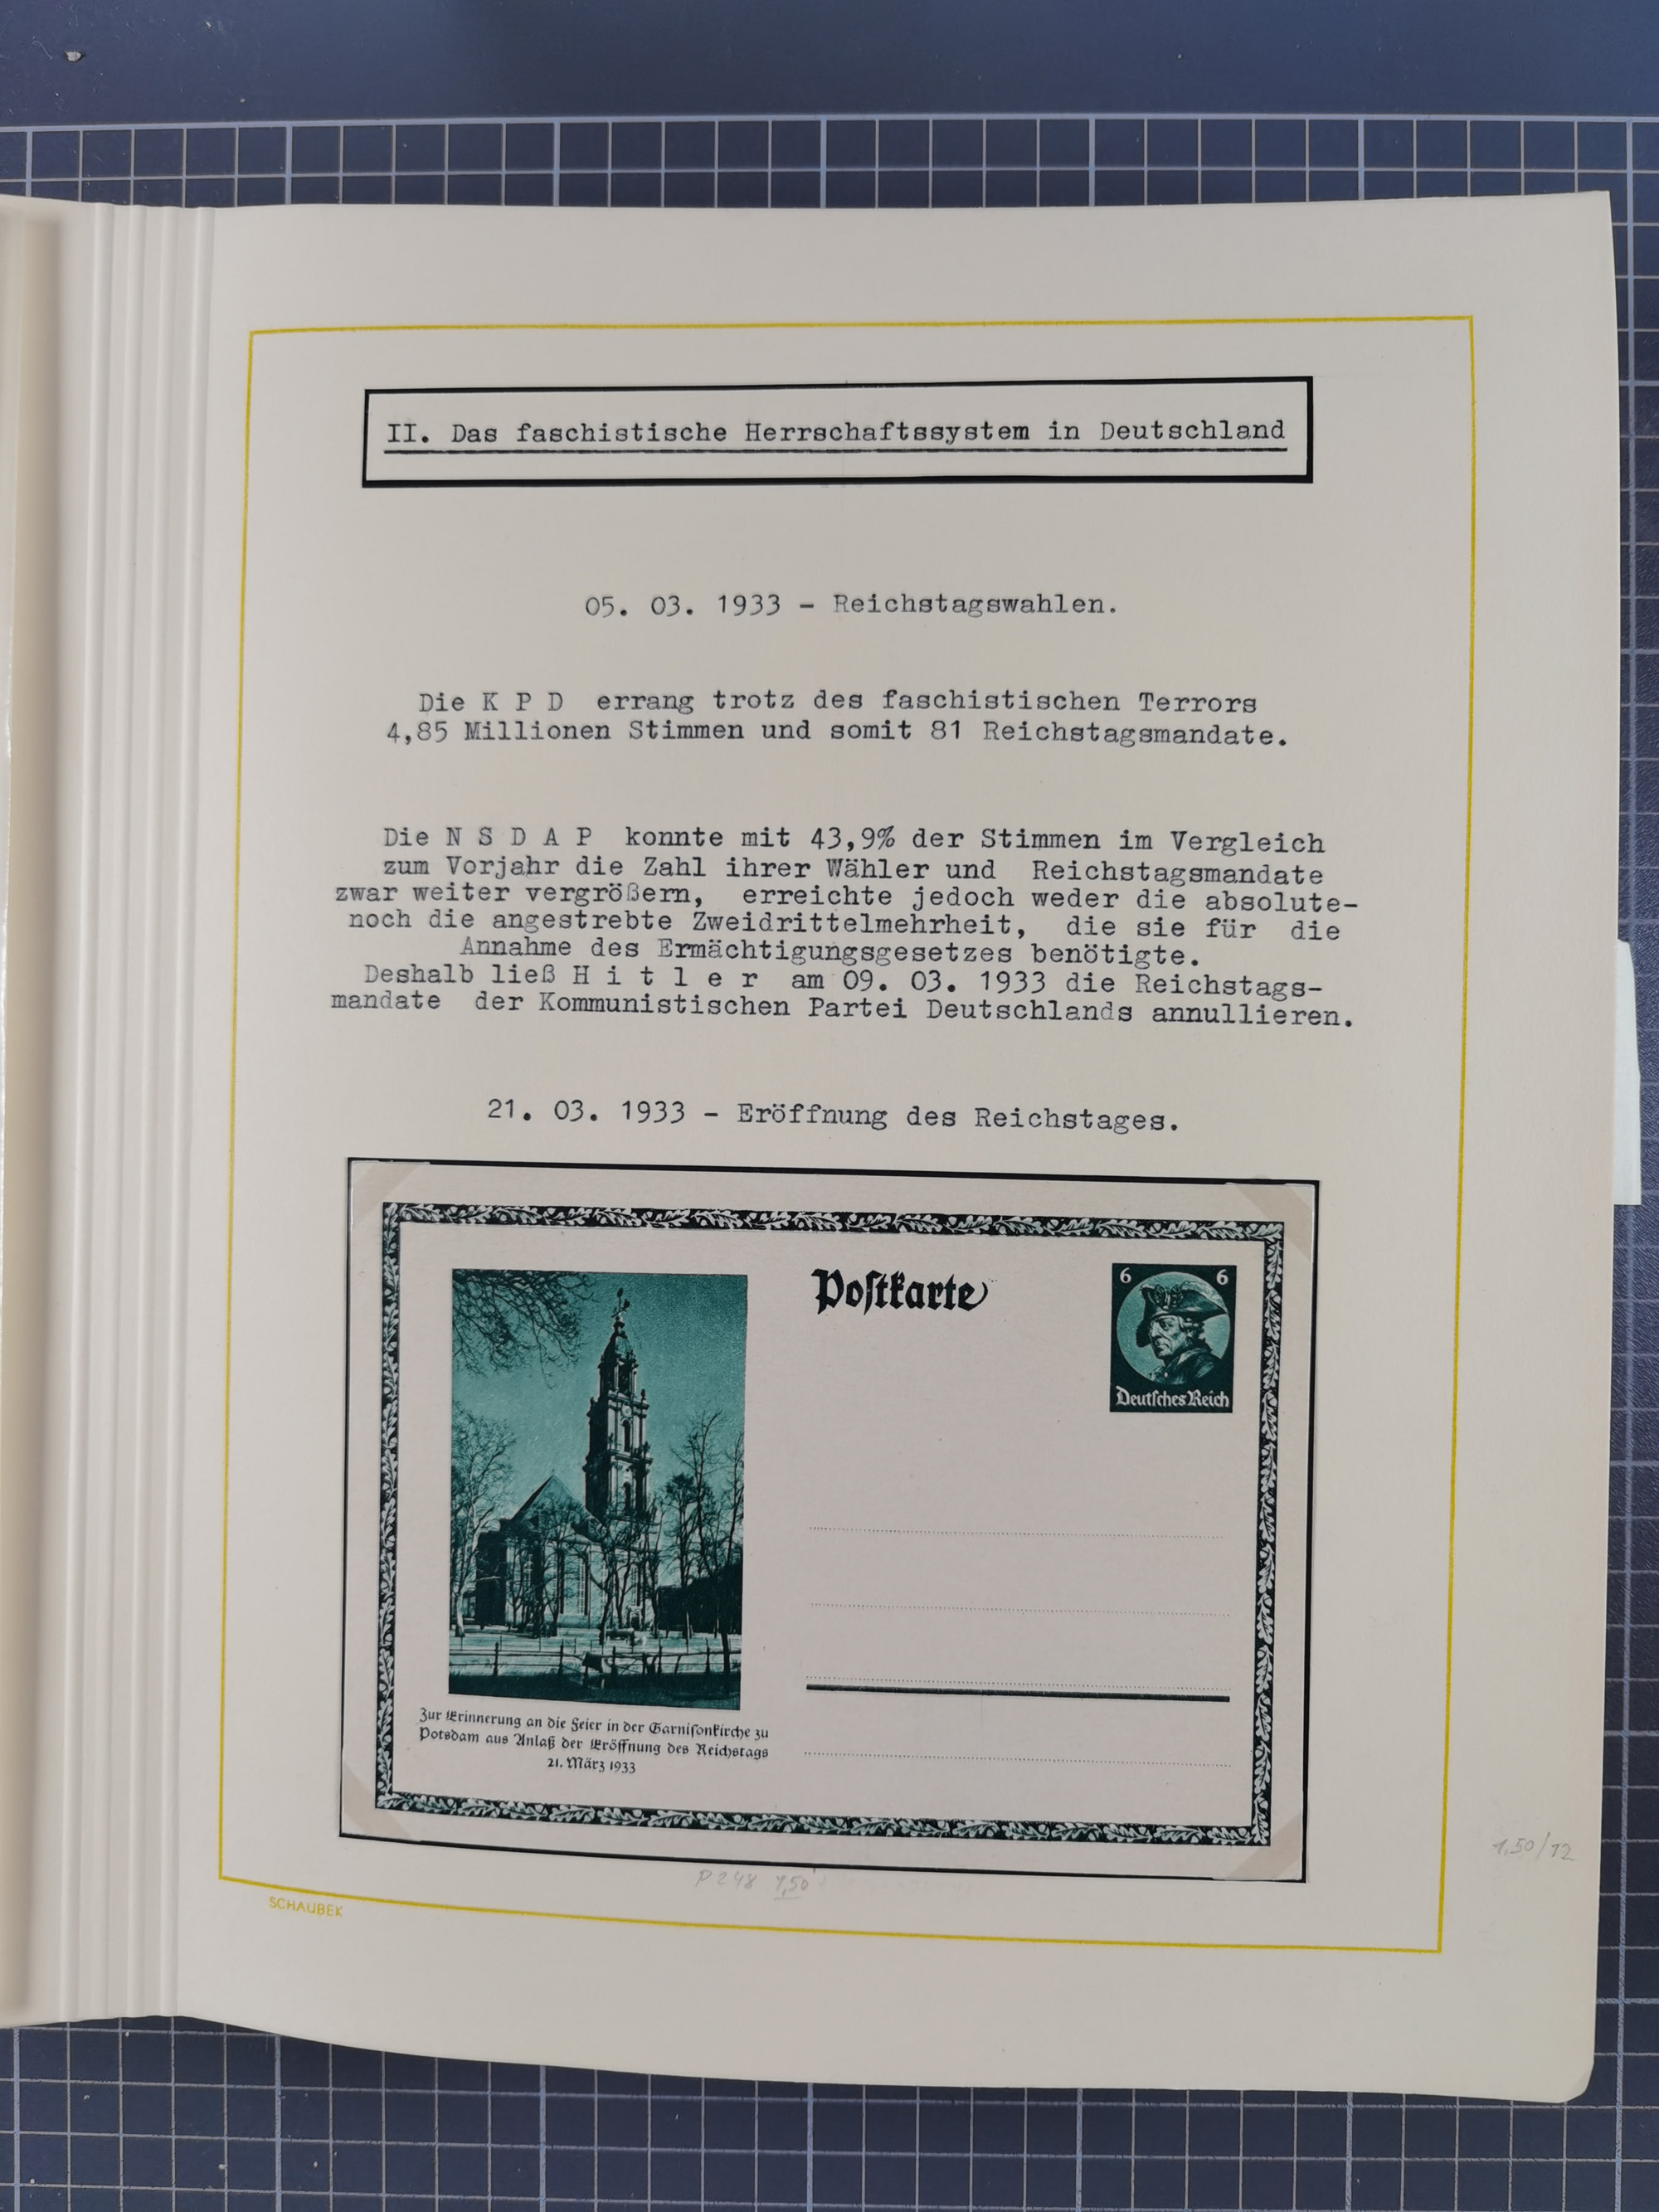 II. Das faschistische Herrschaftssystem in Deutschland
05. 03. 1933 - Reichstagswahlen.
Die K P D errang trotz des faschistischen Terrors
4,85 Millionen Stimmen und somit 81 Reichstagsmandate.
Die N S D A P konnte mit 43,9% der Stimmen im Vergleich
zum Vorjahr die Zahl ihrer Wähler und Reichstagsmandate
zwar weiter vergrößern, erreichte jedoch weder die absolute-
noch die angestrebte Zweidrittelmehrheit, die sie für die
Annahme des Ermächtigungsgesetzes benötigte.
Deshalb ließ H i t l e r am 09. 03. 1933 die Reichstags-
mandate der Kommunistischen Partei Deutschlands annullieren.
21. 03. 1933 - Eröffnung des Reichstages.
Postkarte
6 6
Deutsches Reich
Zur Erinnerung an die Feier in der Garnisonkirche zu
Potsdam aus Anlaß der Eröffnung des Reichstags
21. März 1933
P 248
1,50/12
SCHAUBEK